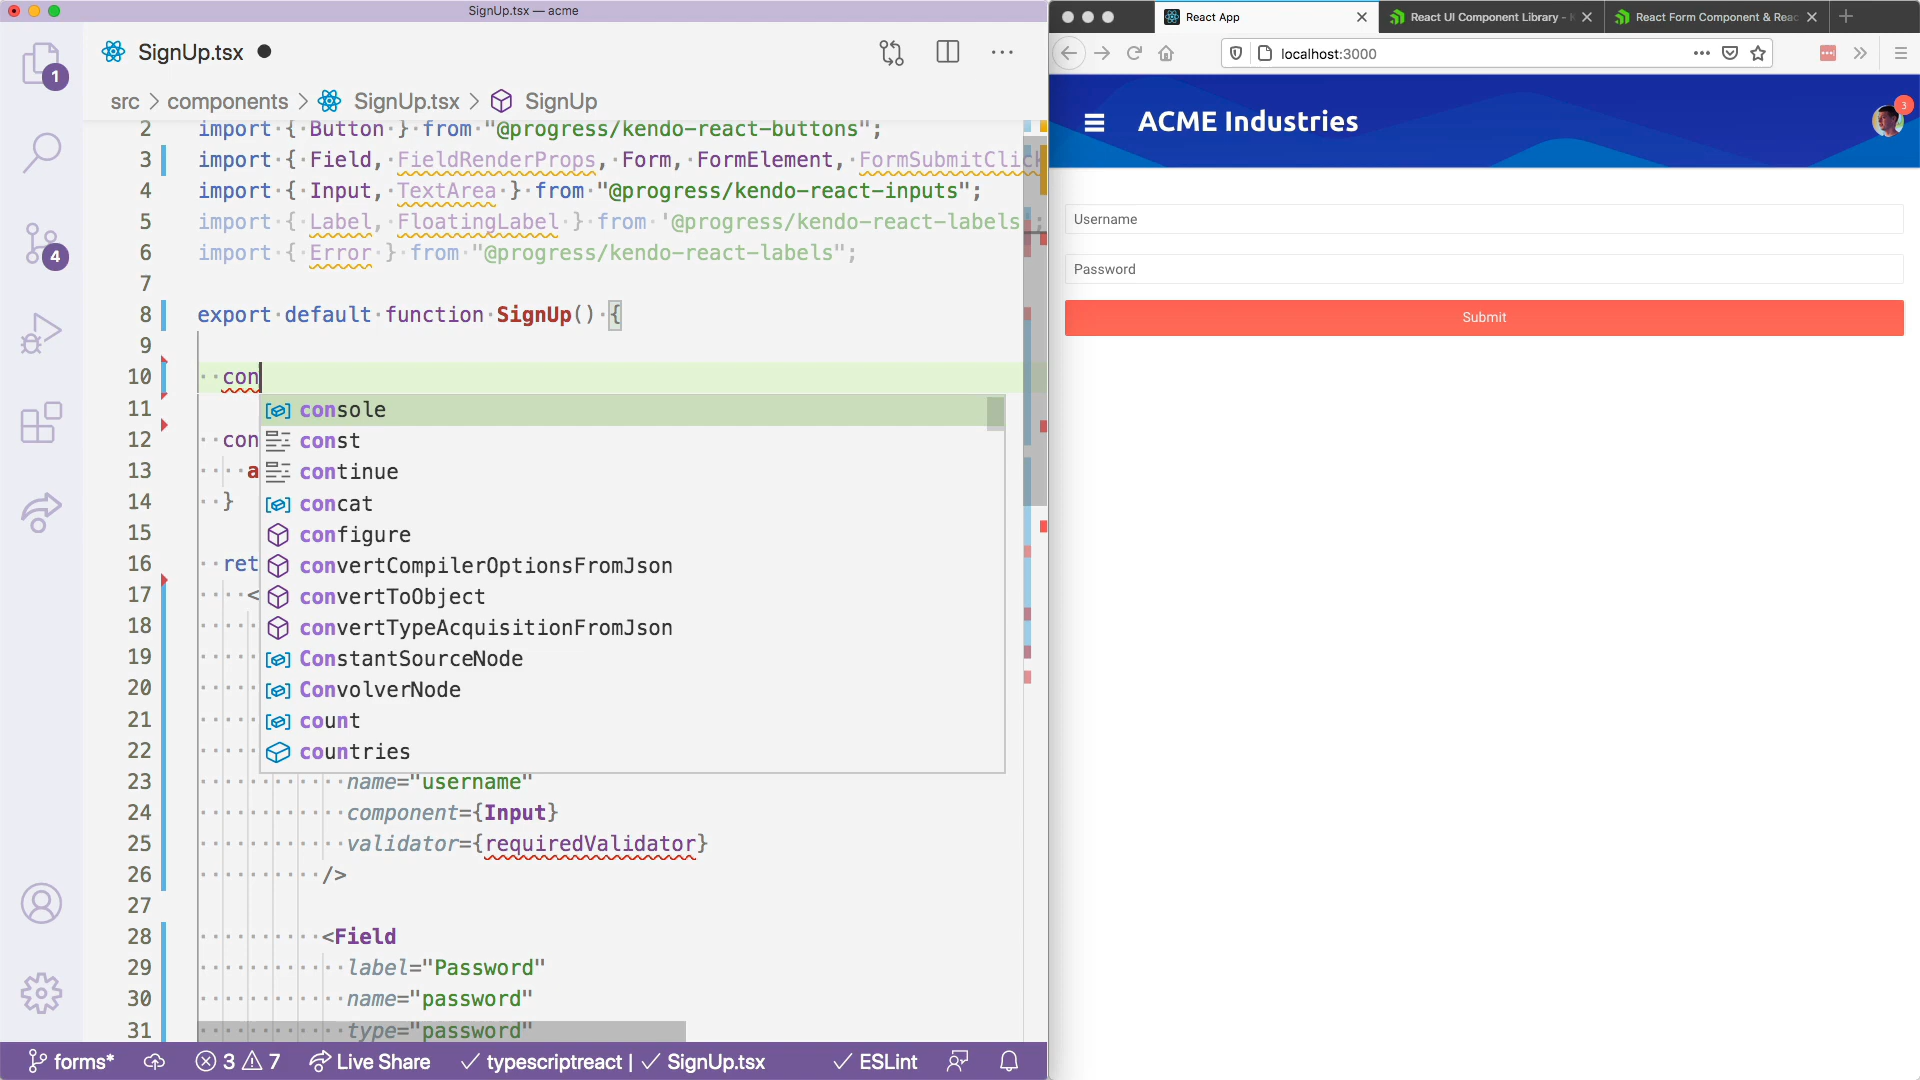 SignUp.tsx — acme
SignUp.tsx
src > components > SignUp.tsx > SignUp
1
4
2 import { Button } from "@progress/kendo-react-buttons";
3 import { Field, FieldRenderProps, Form, FormElement, FormSubmitClick
4 import { Input, TextArea } from "@progress/kendo-react-inputs";
5 import { Label, FloatingLabel } from '@progress/kendo-react-labels';
6 import { Error } from "@progress/kendo-react-labels";
7
8 export default function SignUp() {
9
10 con
11
12 con
13 a
14 }
15
16 ret
17 <
18
19
20
21
22
console
const
continue
concat
configure
convertCompilerOptionsFromJson
convertToObject
convertTypeAcquisitionFromJson
ConstantSourceNode
ConvolverNode
count
countries
23 name="username"
24 component={Input}
25 validator={requiredValidator}
26 />
27
28 <Field
29 label="Password"
30 name="password"
31 type="password"
forms* 3 7 Live Share typescriptreact | SignUp.tsx ESLint
React App
React UI Component Library -
React Form Component & Reac
localhost:3000
ACME Industries
3
Username
Password
Submit